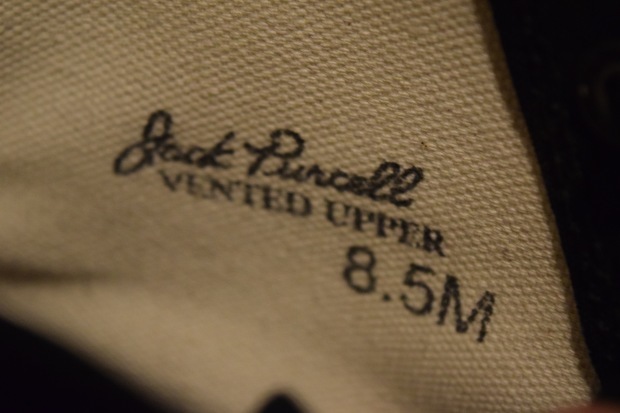 Jack Purcell
VENTED UPPER
8.5M